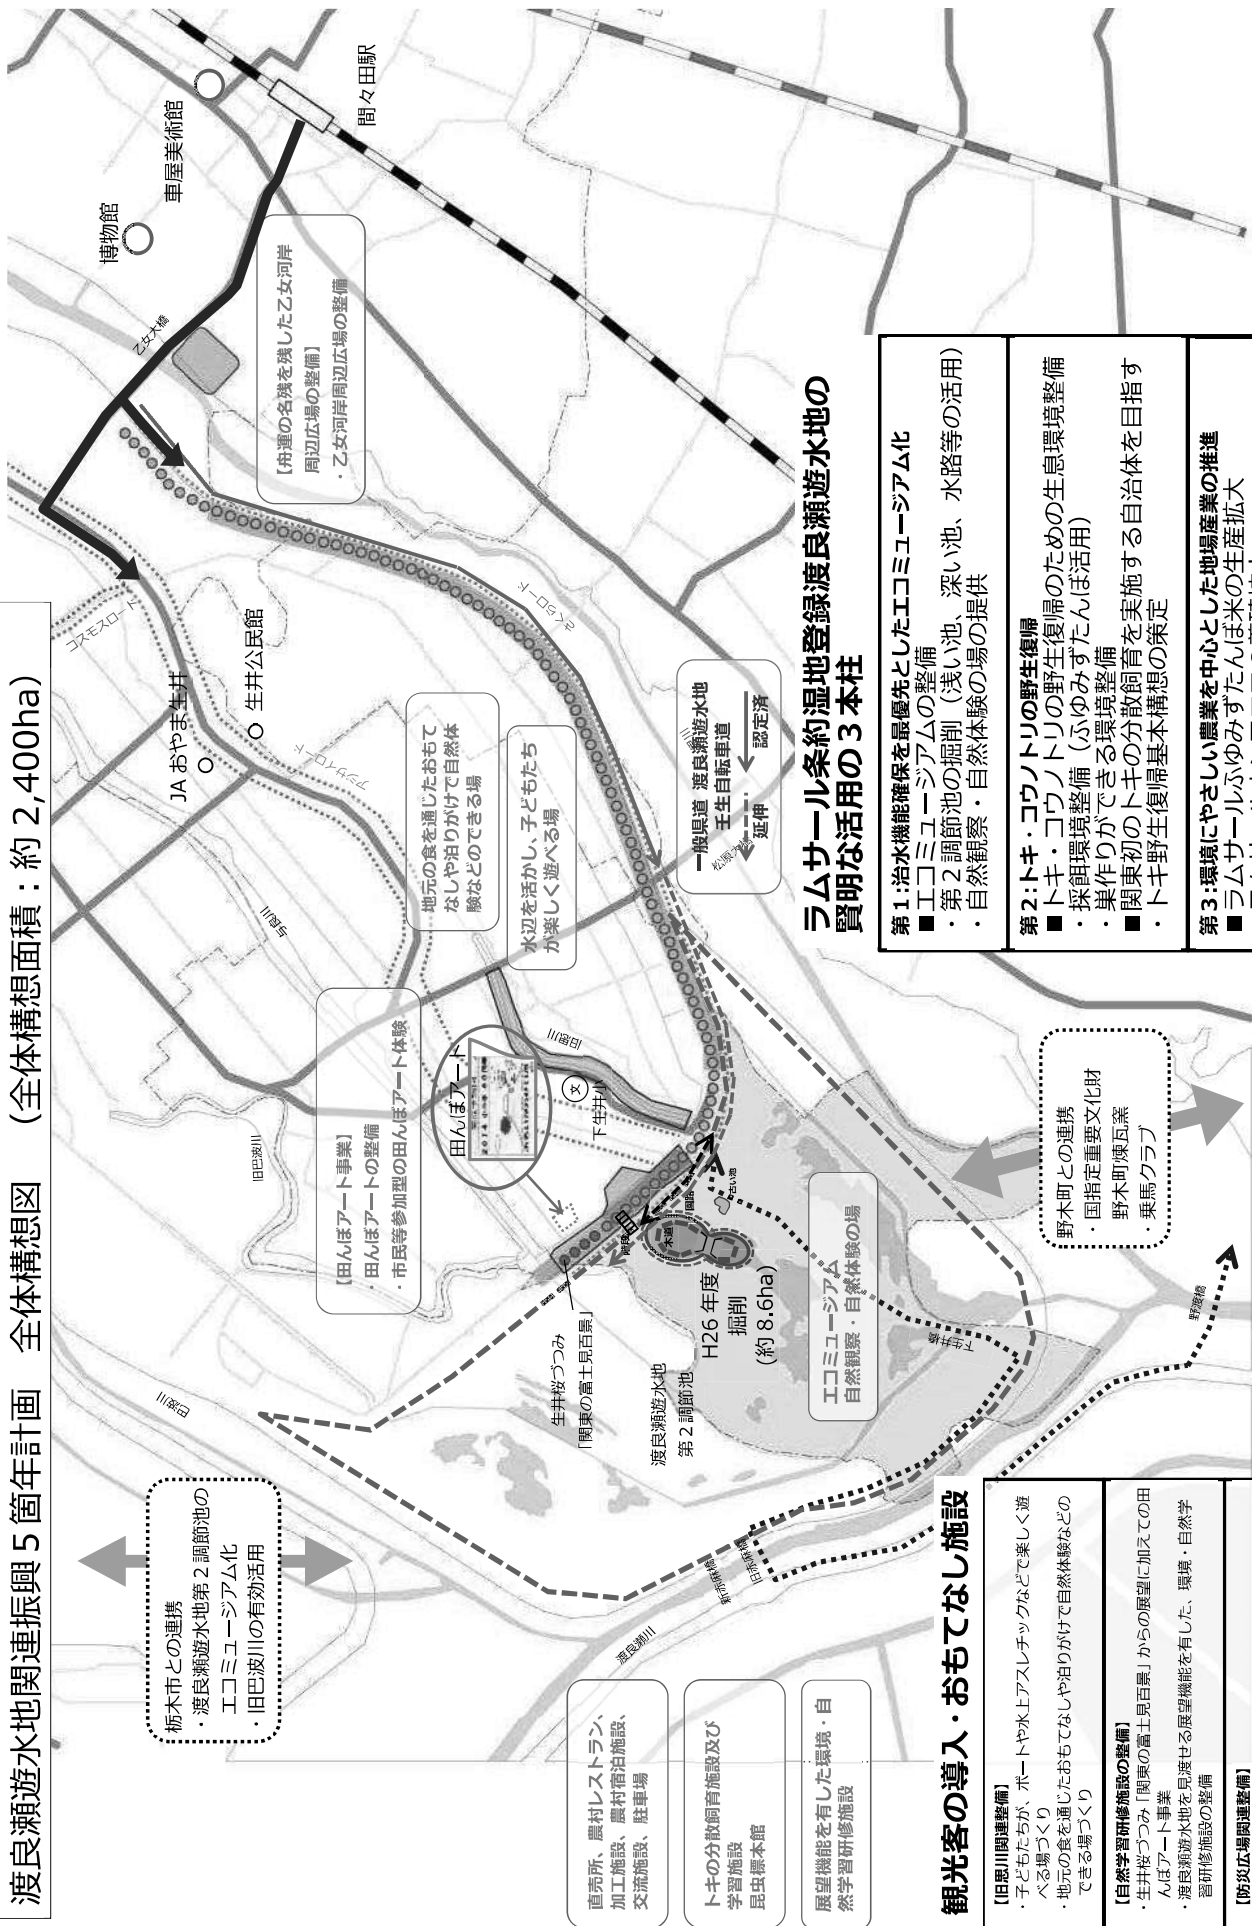 渡良瀬遊水地関連振興5箇年計画　全体構想図　（全体構想面積：約2,400ha）
栃木市との連携
・渡良瀬遊水地第2調節池の
エコミュージアム化
・旧巴波川の有効活用
巴波川
旧巴波川
与良川
コスモスロード
アジサイロード
さくらロード
JAおやま生井
生井公民館
乙女大橋
博物館
車屋美術館
間々田駅
【舟運の名残を残した乙女河岸
周辺広場の整備】
・乙女河岸周辺広場の整備
【田んぼアート事業】
・田んぼアートの整備
・市民等参加型の田んぼアート体験
地元の食を通じたおもて
なしや泊りがけで自然体
験などのできる場
水辺を活かし、子どもたち
が楽しく遊べる場
田んぼアート
旧思川
文
下生井小
一般県道 渡良瀬遊水地
壬生自転車道
延伸
認定済
松原大橋
生井桜づつみ
「関東の富士見百景」
階段
木道
園路
古い池
H26年度
掘削
（約8.6ha）
渡良瀬遊水地
第2調節池
エコミュージアム
自然観察・自然体験の場
下生井橋
新赤麻橋
旧赤麻橋
渡良瀬川
野渡橋
野木町との連携
・国指定重要文化財
野木町煉瓦窯
・乗馬クラブ
直売所、農村レストラン、
加工施設、農村宿泊施設、
交流施設、駐車場
トキの分散飼育施設及び
学習施設
昆虫標本館
展望機能を有した環境・自
然学習研修施設
ラムサール条約湿地登録渡良瀬遊水地の
賢明な活用の3本柱
第1:治水機能確保を最優先としたエコミュージアム化
■エコミュージアムの整備
・第2調節池の掘削（浅い池、深い池、水路等の活用）
・自然観察・自然体験の場の提供
第2:トキ・コウノトリの野生復帰
■トキ・コウノトリの野生復帰のための生息環境整備
・採餌環境整備（ふゆみずたんぼ活用）
・巣作りができる環境整備
■関東初のトキの分散飼育を実施する自治体を目指す
・トキ野生復帰基本構想の策定
第3:環境にやさしい農業を中心とした地場産業の推進
■ラムサールふゆみずたんぼ米の生産拡大
観光客の導入・おもてなし施設
【旧思川関連整備】
・子どもたちが、ボートや水上アスレチックなどで楽しく遊
べる場づくり
・地元の食を通じたおもてなしや泊りがけで自然体験などの
できる場づくり
【自然学習研修施設の整備】
・生井桜づつみ「関東の富士見百景」からの展望に加えての田
んぼアート事業
・渡良瀬遊水地を見渡せる展望機能を有した、環境・自然学
習研修施設の整備
【防災広場関連整備】